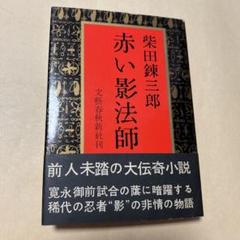 柴田錬三郎
赤い影法師
文藝春秋新社刊
前人未踏の大伝奇小説
寛永御前試合の蔭に暗躍する
稀代の忍者“影”の非情の物語